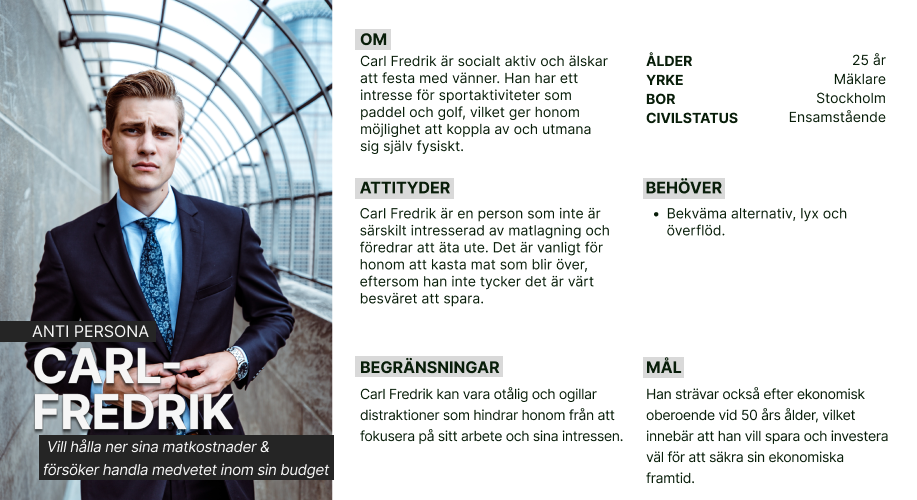 ANTI PERSONA
CARL-
FREDRIK
Vill hålla ner sina matkostnader &
försöker handla medvetet inom sin budget
OM
Carl Fredrik är socialt aktiv och älskar
att festa med vänner. Han har ett
intresse för sportaktiviteter som
paddel och golf, vilket ger honom
möjlighet att koppla av och utmana
sig själv fysiskt.
ÅLDER 25 år
YRKE Mäklare
BOR Stockholm
CIVILSTATUS Ensamstående
ATTITYDER
Carl Fredrik är en person som inte är
särskilt intresserad av matlagning och
föredrar att äta ute. Det är vanligt för
honom att kasta mat som blir över,
eftersom han inte tycker det är värt
besväret att spara.
BEHÖVER
• Bekväma alternativ, lyx och
överflöd.
BEGRÄNSNINGAR
Carl Fredrik kan vara otålig och ogillar
distraktioner som hindrar honom från att
fokusera på sitt arbete och sina intressen.
MÅL
Han strävar också efter ekonomisk
oberoende vid 50 års ålder, vilket
innebär att han vill spara och investera
väl för att säkra sin ekonomiska
framtid.